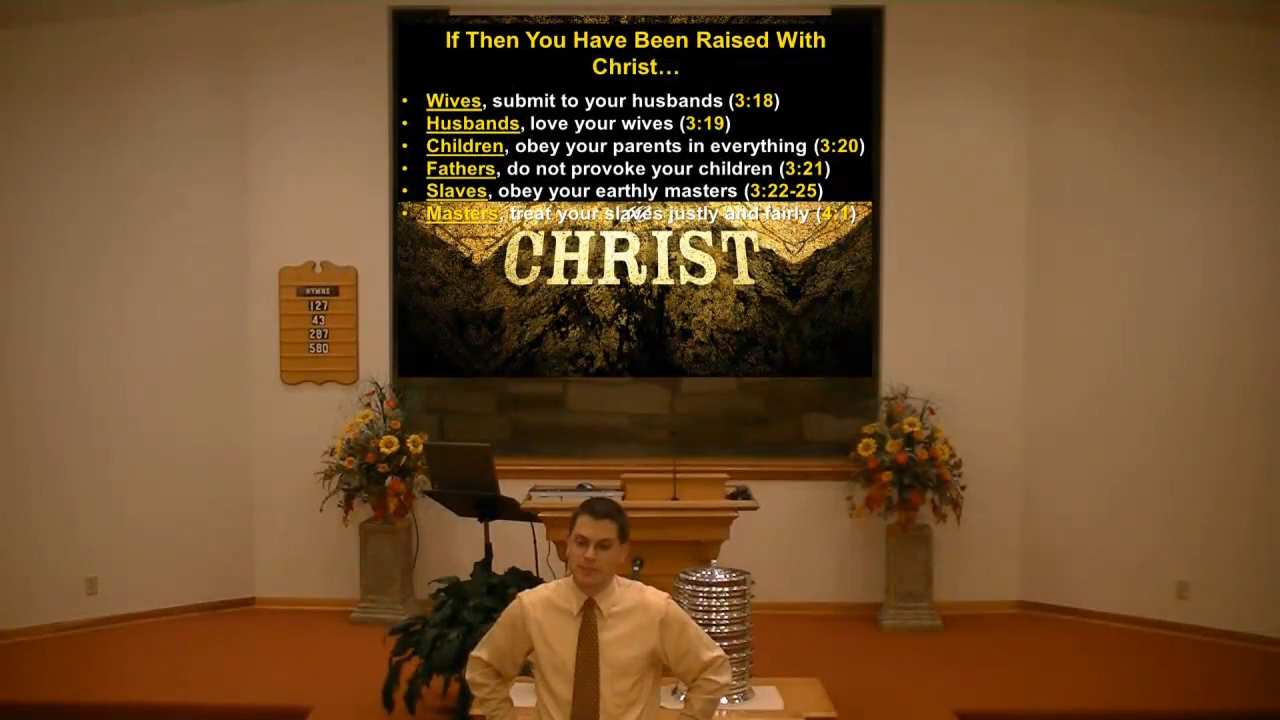 If Then You Have Been Raised With
Christ…
• Wives, submit to your husbands (3:18)
• Husbands, love your wives (3:19)
• Children, obey your parents in everything (3:20)
• Fathers, do not provoke your children (3:21)
• Slaves, obey your earthly masters (3:22-25)
• Masters, treat your slaves justly and fairly (4:1)
CHRIST
HYMNS
127
43
287
580